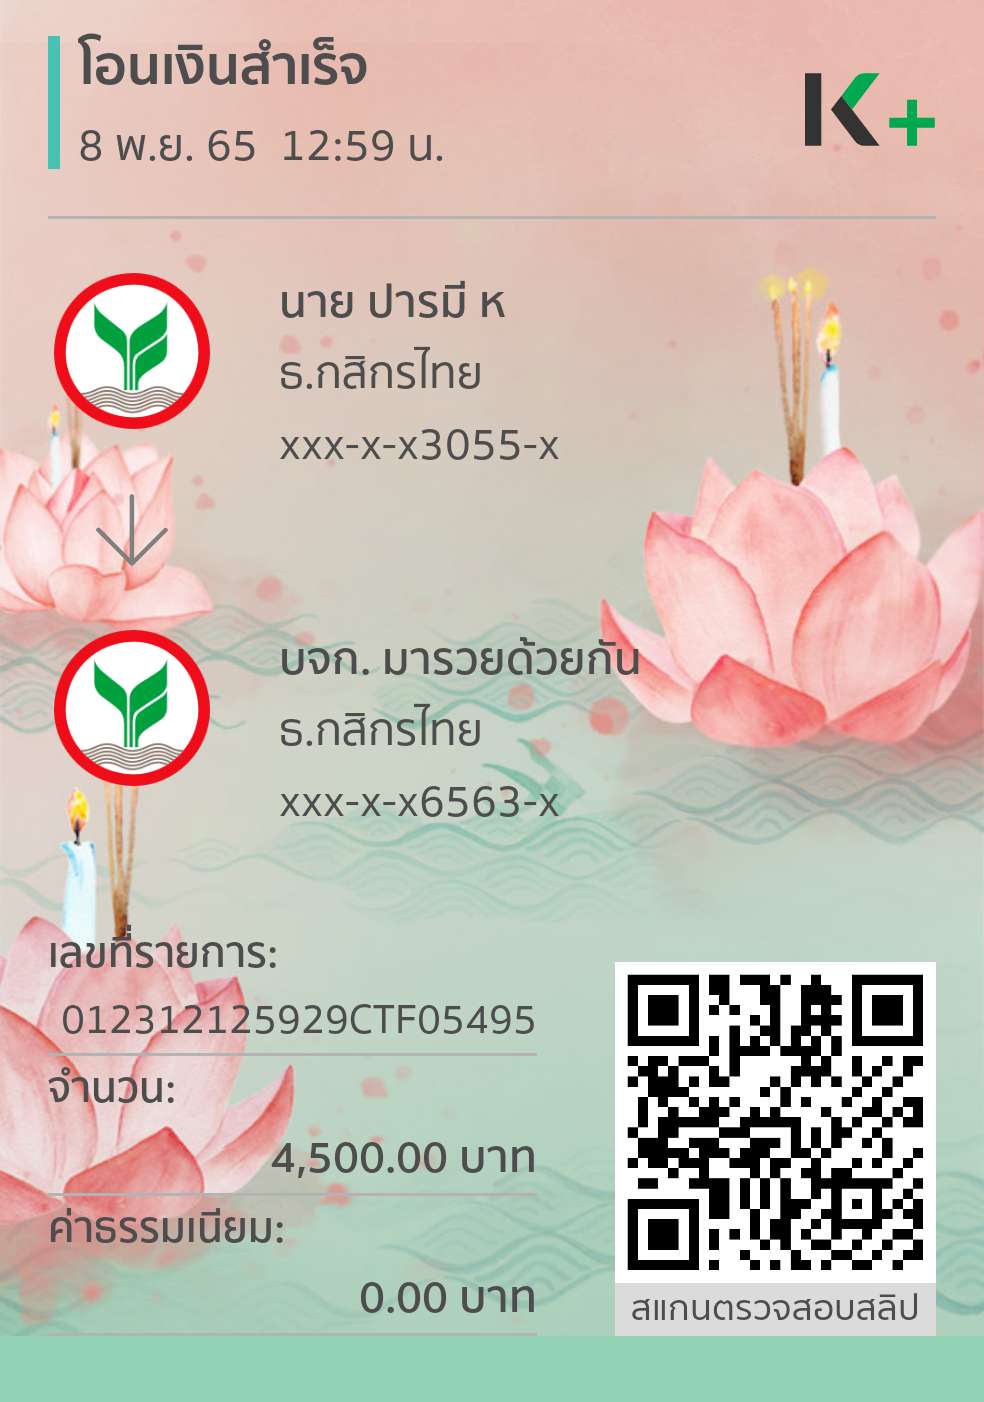 โอนเงินสำเร็จ
8 พ.ย. 65 12:59 น.
K+
นาย ปารมี ห
ธ.กสิกรไทย
xxx-x-x3055-x
บจก. มารวยด้วยกัน
ธ.กสิกรไทย
xxx-x-x6563-x
เลขที่รายการ:
012312125929CTF05495
จำนวน:
4,500.00 บาท
ค่าธรรมเนียม:
0.00 บาท
สแกนตรวจสอบสลิป